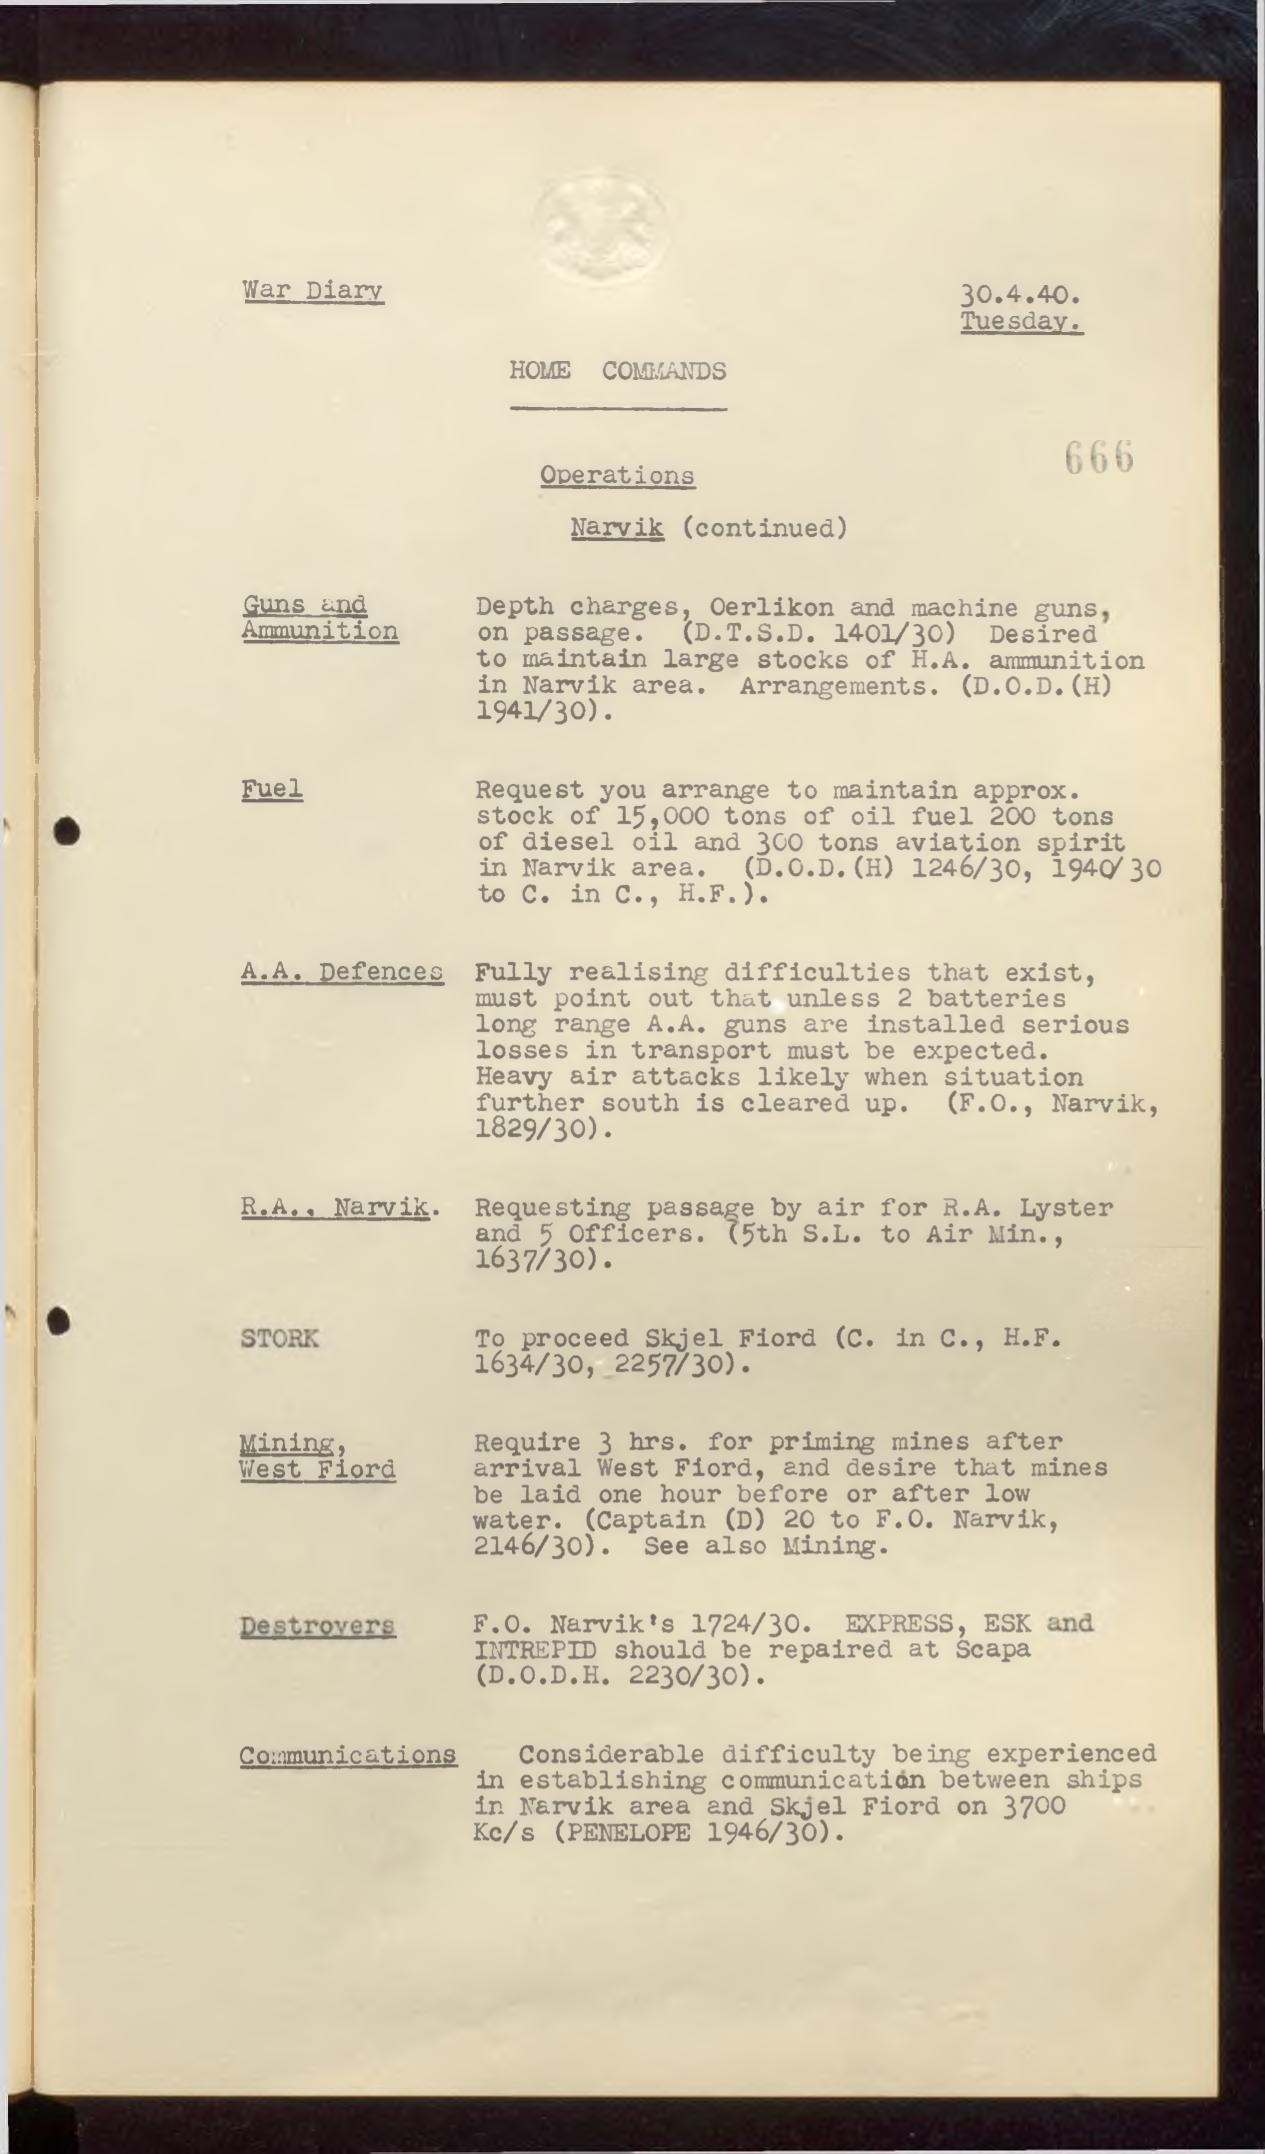 War Diary
30.4.40.
Tuesday.
HOME COMMANDS
666
Operations
Narvik (continued)
Guns and
Ammunition
Depth charges, Oerlikon and machine guns,
on passage. (D.T.S.D. 1401/30) Desired
to maintain large stocks of H.A. ammunition
in Narvik area. Arrangements. (D.O.D.(H)
1941/30).
Fuel
Request you arrange to maintain approx.
stock of 15,000 tons of oil fuel 200 tons
of diesel oil and 300 tons aviation spirit
in Narvik area. (D.O.D.(H) 1246/30, 1940/30
to C. in C., H.F.).
A.A. Defences
Fully realising difficulties that exist,
must point out that unless 2 batteries
long range A.A. guns are installed serious
losses in transport must be expected.
Heavy air attacks likely when situation
further south is cleared up. (F.O., Narvik,
1829/30).
R.A., Narvik.
Requesting passage by air for R.A. Lyster
and 5 Officers. (5th S.L. to Air Min.,
1637/30).
STORK
To proceed Skjel Fiord (C. in C., H.F.
1634/30, 2257/30).
Mining,
West Fiord
Require 3 hrs. for priming mines after
arrival West Fiord, and desire that mines
be laid one hour before or after low
water. (Captain (D) 20 to F.O. Narvik,
2146/30). See also Mining.
Destroyers
F.O. Narvik's 1724/30. EXPRESS, ESK and
INTREPID should be repaired at Scapa
(D.O.D.H. 2230/30).
Communications
Considerable difficulty being experienced
in establishing communication between ships
in Narvik area and Skjel Fiord on 3700
Kc/s (PENELOPE 1946/30).